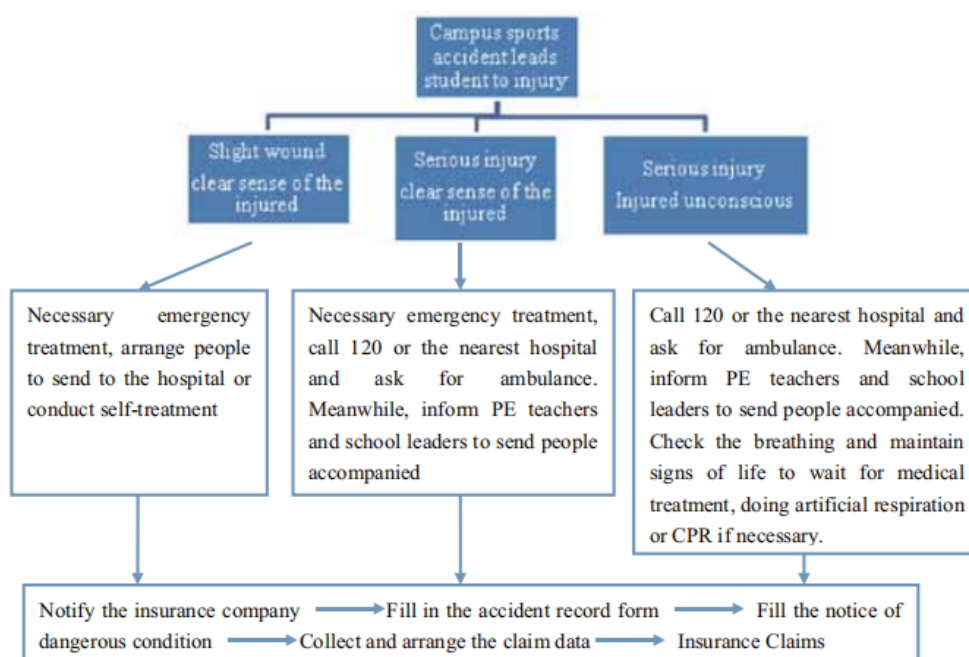 Campus sports
accident leads
student to injury
Slight wound
clear sense of the
injured
Serious injury
clear sense of the
injured
Serious injury
Injured unconscious
Necessary emergency
treatment, arrange people
to send to the hospital or
conduct self-treatment
Necessary emergency treatment,
call 120 or the nearest hospital
and ask for ambulance.
Meanwhile, inform PE teachers
and school leaders to send people
accompanied
Call 120 or the nearest hospital and
ask for ambulance. Meanwhile,
inform PE teachers and school
leaders to send people accompanied.
Check the breathing and maintain
signs of life to wait for medical
treatment, doing artificial respiration
or CPR if necessary.
Notify the insurance company Fill in the accident record form Fill the notice of
dangerous condition Collect and arrange the claim data Insurance Claims